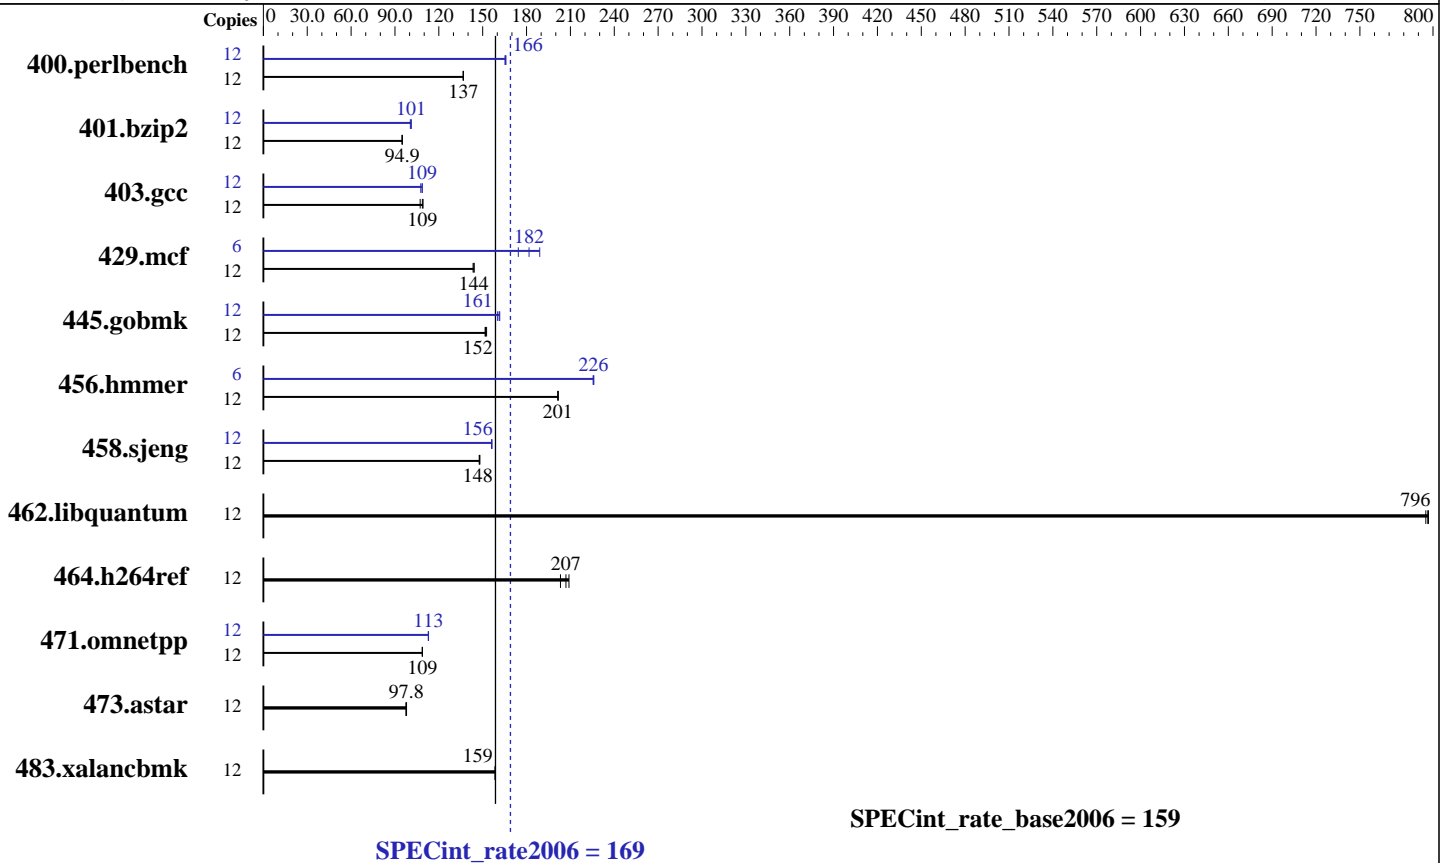 Copies 0 30.0 60.0 90.0 120 150 180 210 240 270 300 330 360 390 420 450 480 510 540 570 600 630 660 690 720 750 800
400.perlbench 12 166
12 137
401.bzip2 12 101
12 94.9
403.gcc 12 109
12 109
429.mcf 6 182
12 144
445.gobmk 12 161
12 152
456.hmmer 6 226
12 201
458.sjeng 12 156
12 148
462.libquantum 12 796
464.h264ref 12 207
471.omnetpp 12 113
12 109
473.astar 12 97.8
483.xalancbmk 12 159
SPECint_rate_base2006 = 159
SPECint_rate2006 = 169